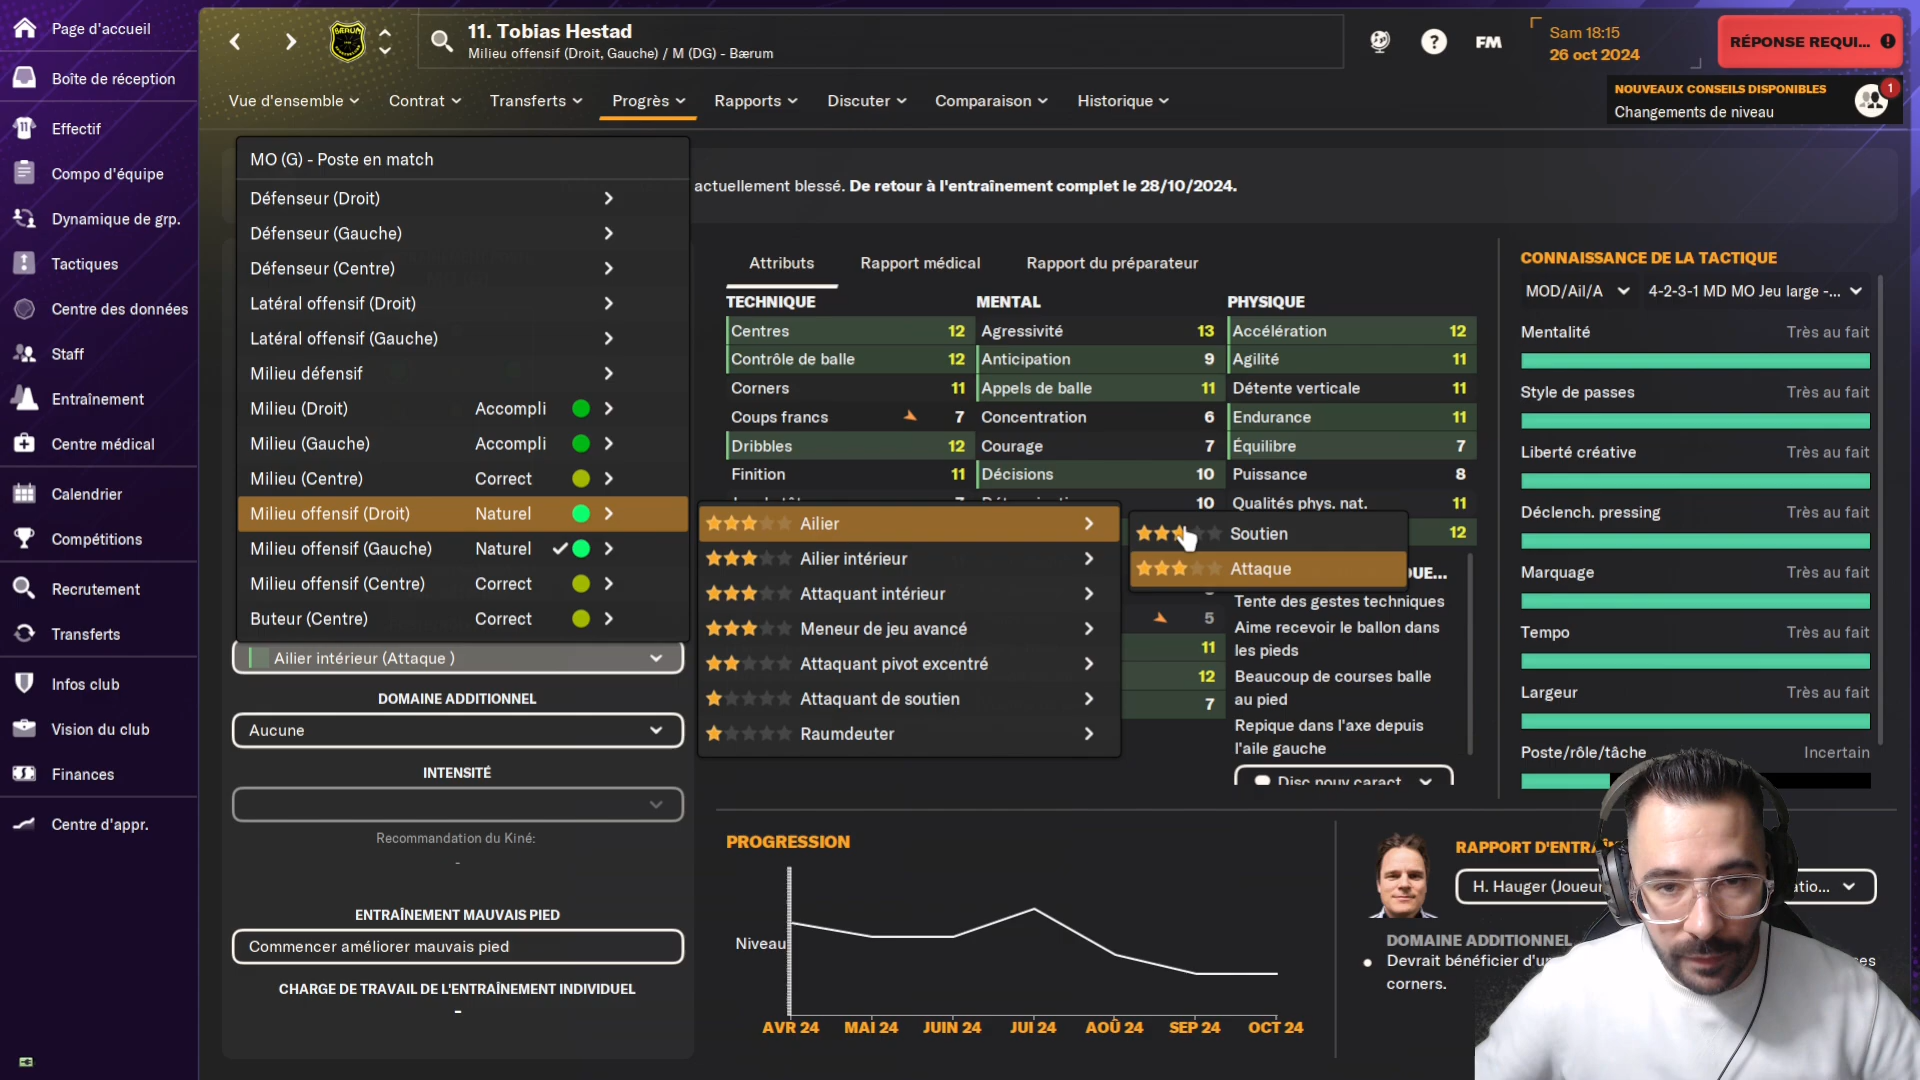 Page d'accueil
Boîte de réception
Effectif
Compo d'équipe
Dynamique de grp.
Tactiques
Centre des données
Staff
Entraînement
Centre médical
Calendrier
Compétitions
Recrutement
Transferts
Infos club
Vision du club
Finances
Centre d'appr.
11. Tobias Hestad
Milieu offensif (Droit, Gauche) / M (DG) - Bærum
FM
Sam 18:15
26 oct 2024
RÉPONSE REQUI...
NOUVEAUX CONSEILS DISPONIBLES
Changements de niveau
1
Vue d'ensemble
Contrat
Transferts
Progrès
Rapports
Discuter
Comparaison
Historique
actuellement blessé. De retour à l'entraînement complet le 28/10/2024.
MO (G) - Poste en match
Défenseur (Droit)
Défenseur (Gauche)
Défenseur (Centre)
Latéral offensif (Droit)
Latéral offensif (Gauche)
Milieu défensif
Milieu (Droit) Accompli
Milieu (Gauche) Accompli
Milieu (Centre) Correct
Milieu offensif (Droit) Naturel
Milieu offensif (Gauche) Naturel
Milieu offensif (Centre) Correct
Buteur (Centre) Correct
Ailier intérieur (Attaque )
DOMAINE ADDITIONNEL
Aucune
INTENSITÉ
Recommandation du Kiné:
-
ENTRAÎNEMENT MAUVAIS PIED
Commencer améliorer mauvais pied
CHARGE DE TRAVAIL DE L'ENTRAÎNEMENT INDIVIDUEL
-
Ailier
Ailier intérieur
Attaquant intérieur
Meneur de jeu avancé
Attaquant pivot excentré
Attaquant de soutien
Raumdeuter
Soutien
Attaque
Attributs
Rapport médical
Rapport du préparateur
TECHNIQUE
Centres 12
Contrôle de balle 12
Corners 11
Coups francs 7
Dribbles 12
Finition 11
MENTAL
Agressivité 13
Anticipation 9
Appels de balle 11
Concentration 6
Courage 7
Décisions 10
10
5
11
12
7
PHYSIQUE
Accélération 12
Agilité 11
Détente verticale 11
Endurance 11
Équilibre 7
Puissance 8
Qualités phys. nat. 11
12
Tente des gestes techniques
Aime recevoir le ballon dans
les pieds
Beaucoup de courses balle
au pied
Repique dans l'axe depuis
l'aile gauche
Disc nouv caract
CONNAISSANCE DE LA TACTIQUE
MOD/Ail/A
4-2-3-1 MD MO Jeu large -...
Mentalité Très au fait
Style de passes Très au fait
Liberté créative Très au fait
Déclench. pressing Très au fait
Marquage Très au fait
Tempo Très au fait
Largeur Très au fait
Poste/rôle/tâche Incertain
PROGRESSION
Niveau
AVR 24 MAI 24 JUIN 24 JUI 24 AOÛ 24 SEP 24 OCT 24
RAPPORT
H. Hauger
DOMAINE ADDITIONNEL
Devrait bénéficier
corners.